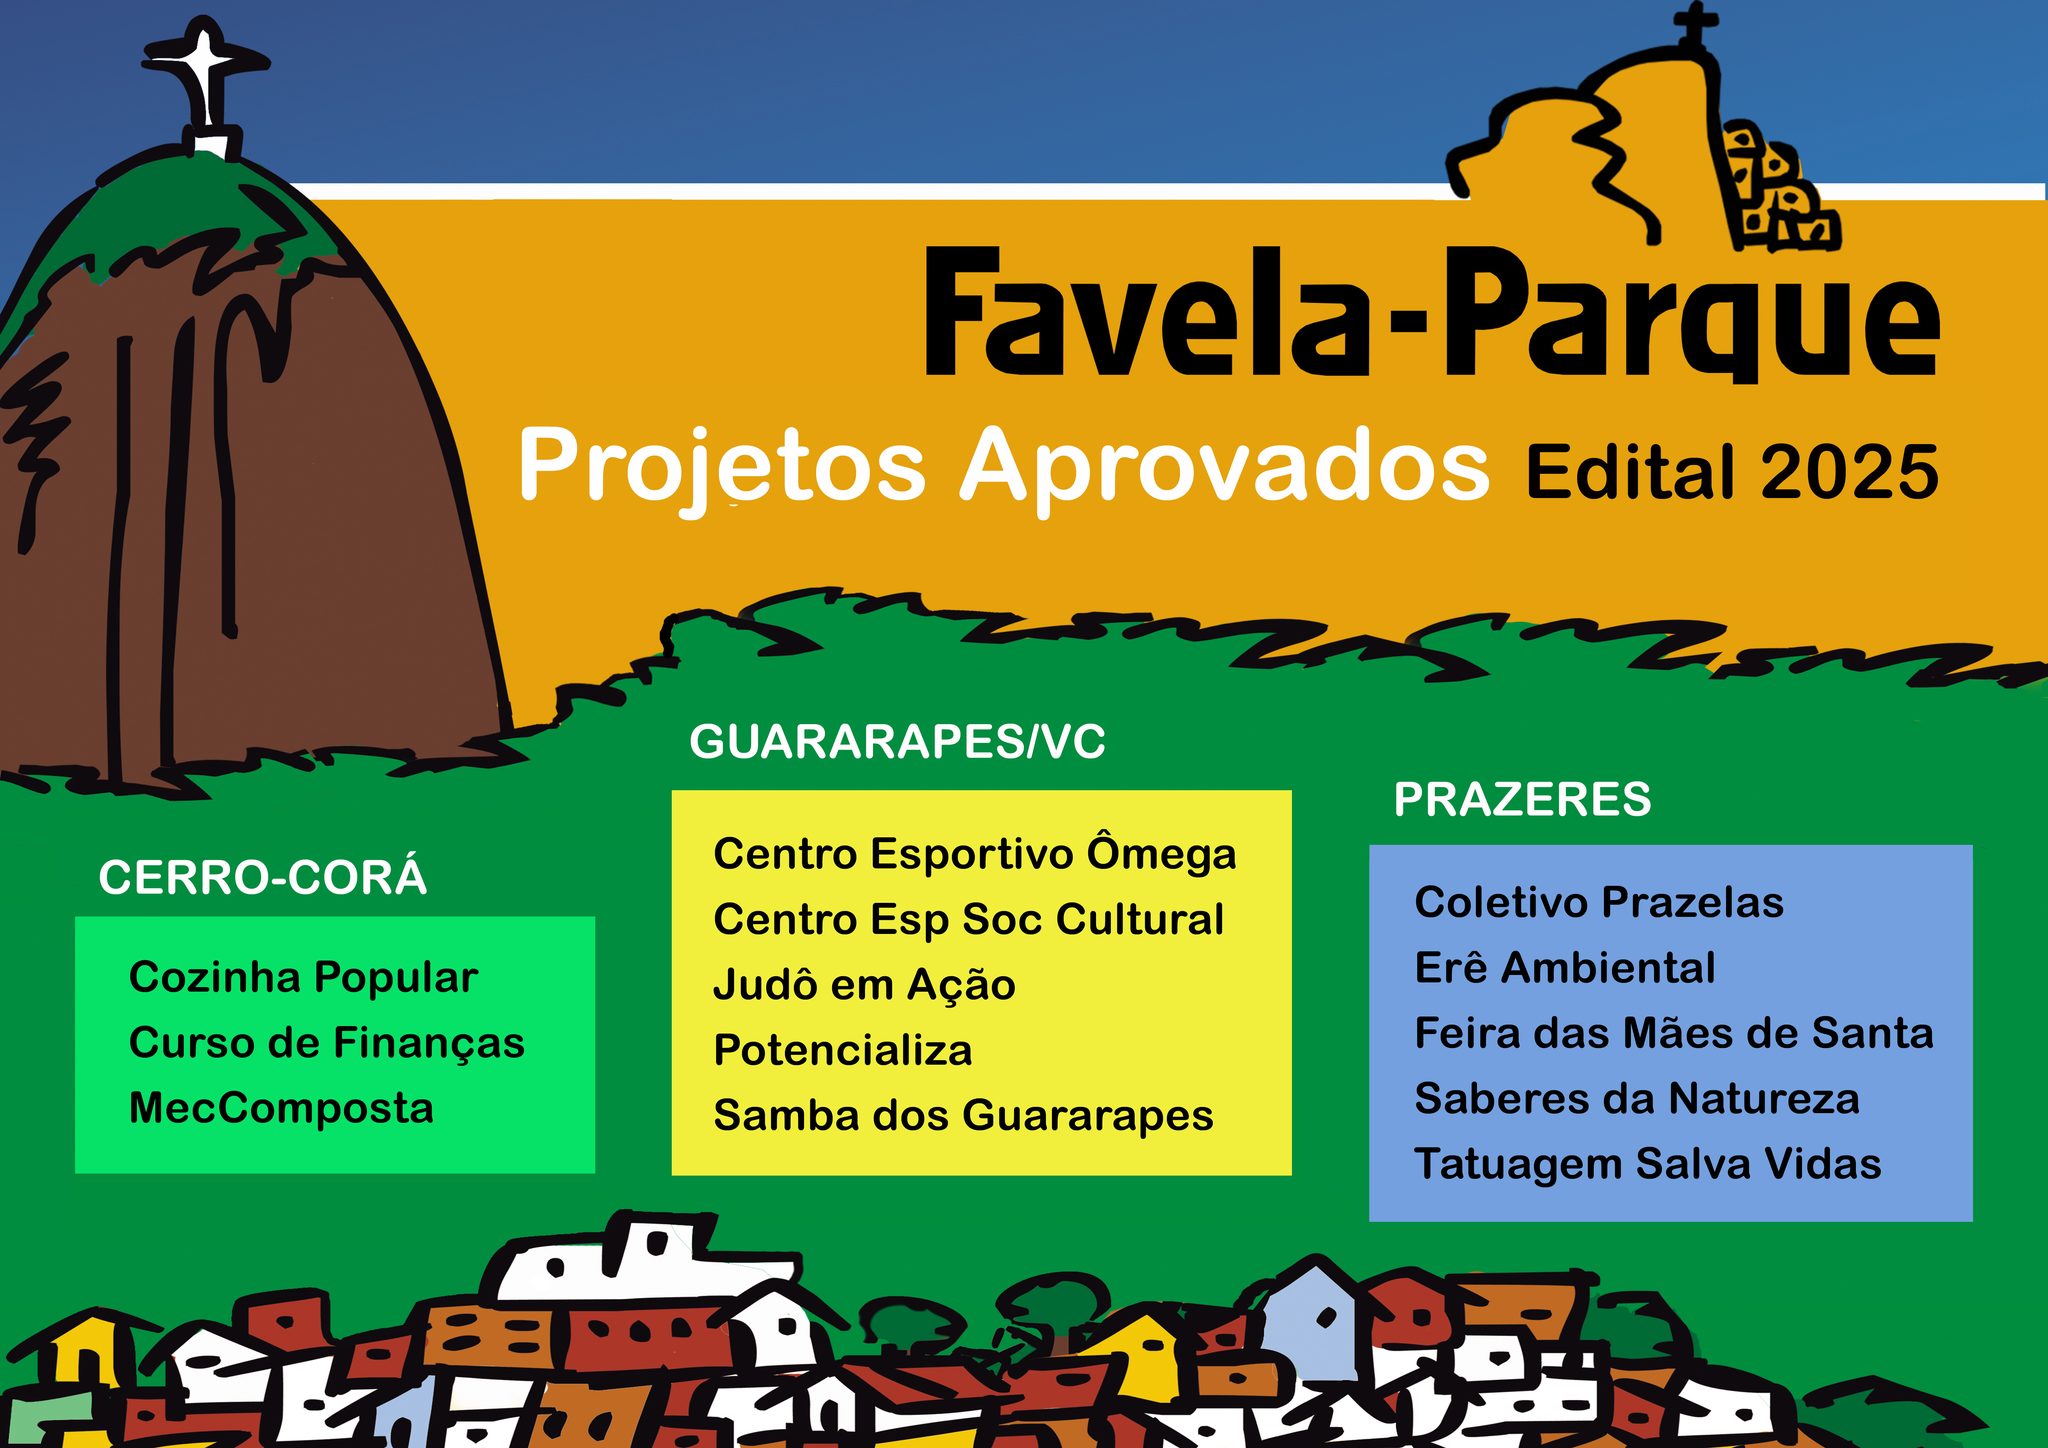 Favela-Parque
Projetos Aprovados Edital 2025
CERRO-CORÁ
Cozinha Popular
Curso de Finanças
MecComposta
GUARARAPES/VC
Centro Esportivo Ômega
Centro Esp Soc Cultural
Judô em Ação
Potencializa
Samba dos Guararapes
PRAZERES
Coletivo Prazelas
Erê Ambiental
Feira das Mães de Santa
Saberes da Natureza
Tatuagem Salva Vidas